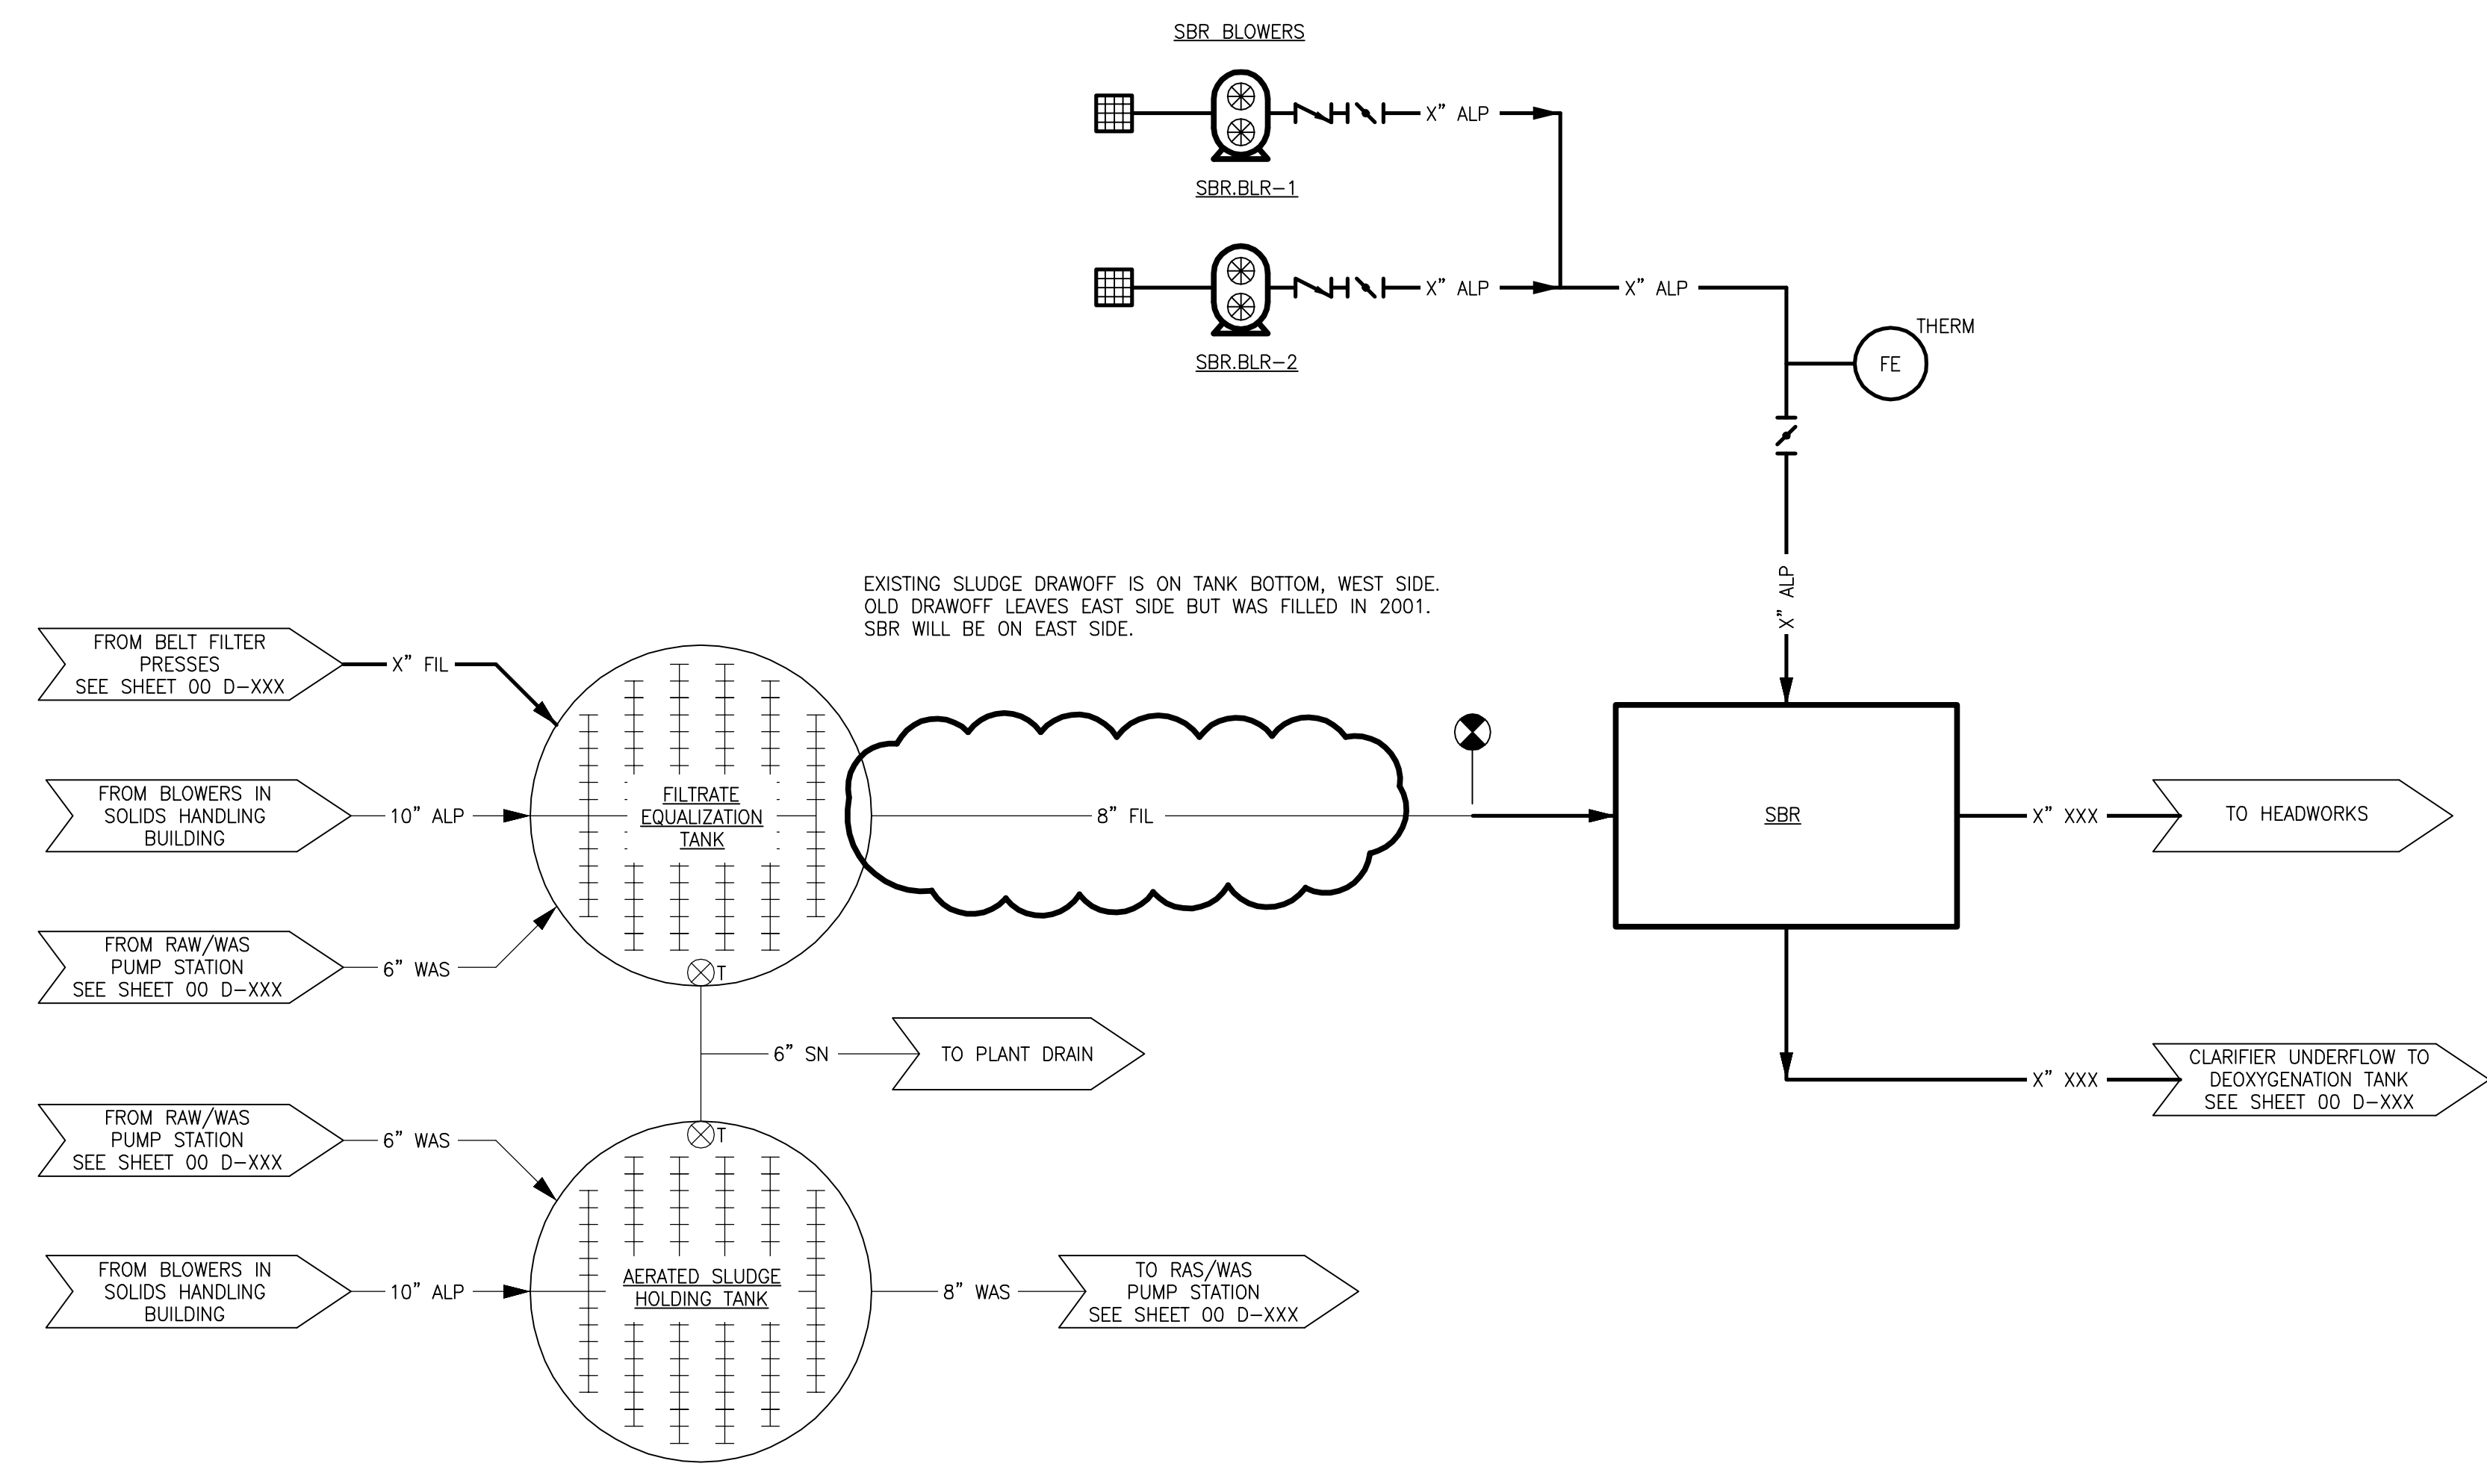 SBR BLOWERS
X” ALP
SBR.BLR-1
X” ALP
X” ALP
SBR.BLR-2
THERM
FE
X” ALP
EXISTING SLUDGE DRAWOFF IS ON TANK BOTTOM, WEST SIDE.
OLD DRAWOFF LEAVES EAST SIDE BUT WAS FILLED IN 2001.
SBR WILL BE ON EAST SIDE.
FROM BELT FILTER
PRESSES
SEE SHEET 00 D-XXX
X” FIL
FROM BLOWERS IN
SOLIDS HANDLING
BUILDING
10” ALP
FILTRATE
EQUALIZATION
TANK
8” FIL
SBR
X” XXX
TO HEADWORKS
FROM RAW/WAS
PUMP STATION
SEE SHEET 00 D-XXX
6” WAS
T
6” SN
TO PLANT DRAIN
X” XXX
CLARIFIER UNDERFLOW TO
DEOXYGENATION TANK
SEE SHEET 00 D-XXX
FROM RAW/WAS
PUMP STATION
SEE SHEET 00 D-XXX
6” WAS
T
FROM BLOWERS IN
SOLIDS HANDLING
BUILDING
10” ALP
AERATED SLUDGE
HOLDING TANK
8” WAS
TO RAS/WAS
PUMP STATION
SEE SHEET 00 D-XXX